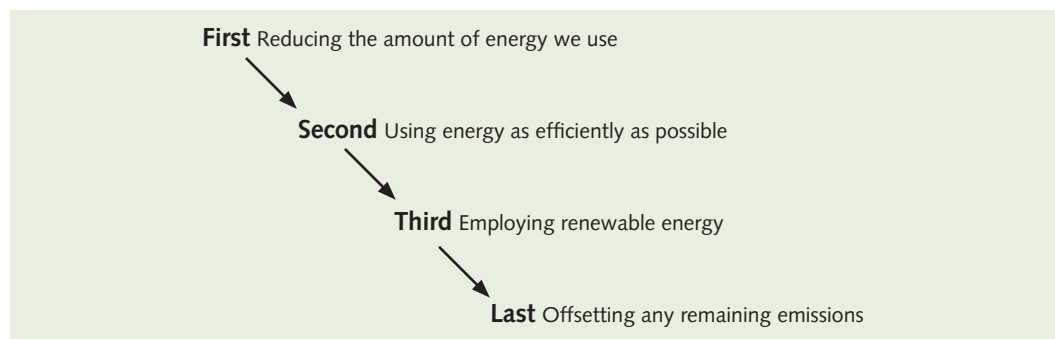 First Reducing the amount of energy we use
Second Using energy as efficiently as possible
Third Employing renewable energy
Last Offsetting any remaining emissions